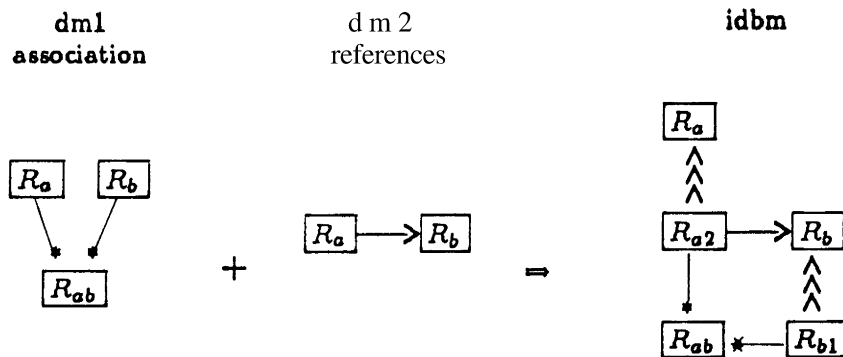 dm1 d m 2 idbm
association references
R_a
R_a R_b
R_a R_b R_a2 R_b
+ ⇒
R_ab
R_ab R_b1